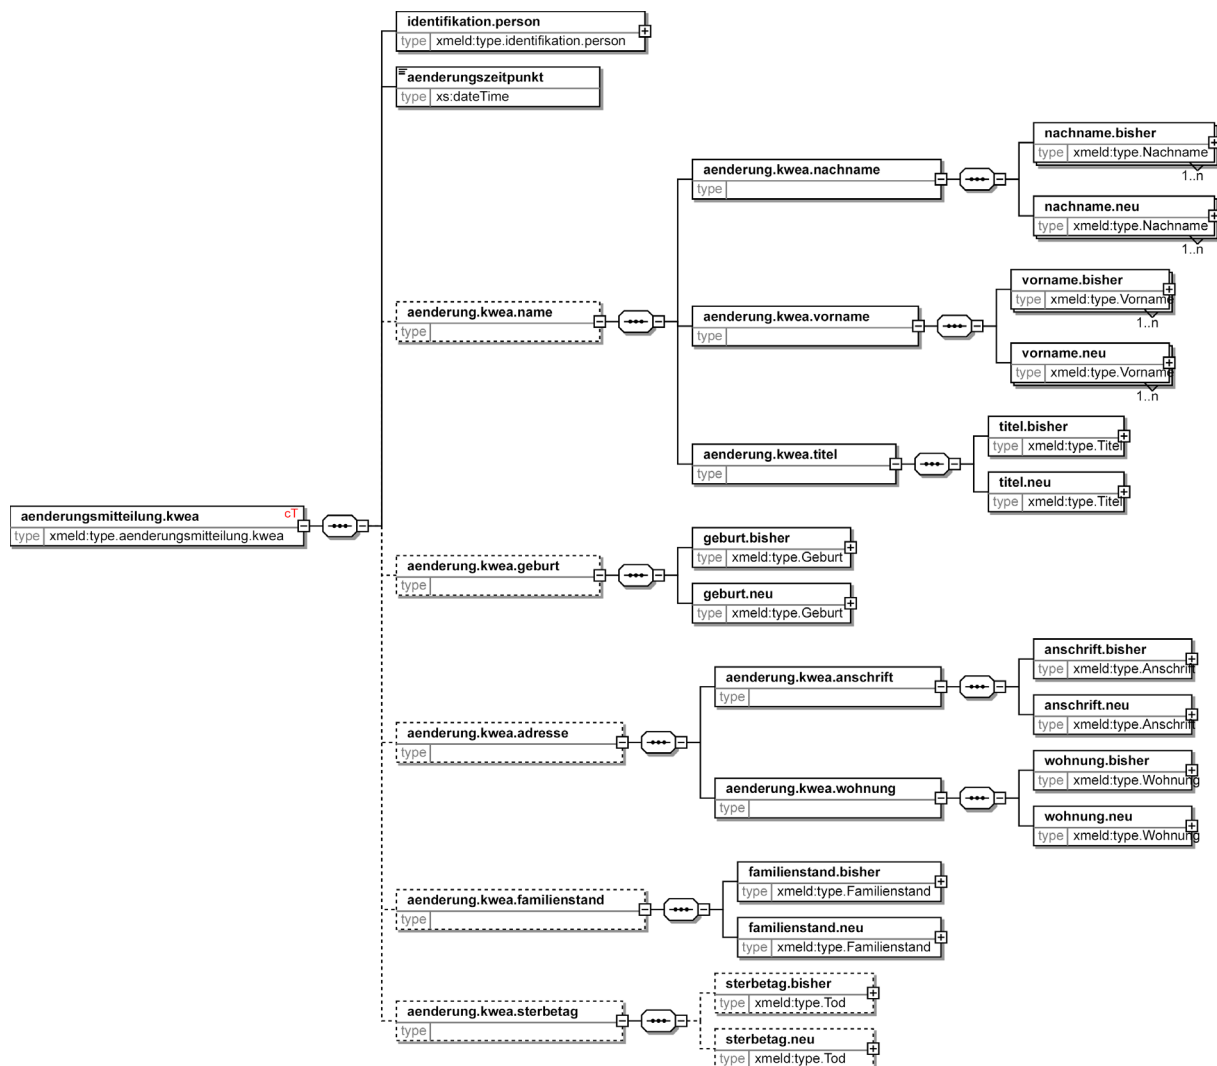 identifikation.person
type xmeld:type.identifikation.person
aenderungszeitpunkt
type xs:dateTime
nachname.bisher
type xmeld:type.Nachname
1..n
aenderung.kwea.nachname
type
nachname.neu
type xmeld:type.Nachname
1..n
vorname.bisher
type xmeld:type.Vorname
1..n
aenderung.kwea.name
type
aenderung.kwea.vorname
type
vorname.neu
type xmeld:type.Vorname
1..n
titel.bisher
type xmeld:type.Titel
aenderung.kwea.titel
type
titel.neu
type xmeld:type.Titel
aenderungsmitteilung.kwea cT
type xmeld:type.aenderungsmitteilung.kwea
geburt.bisher
type xmeld:type.Geburt
aenderung.kwea.geburt
type
geburt.neu
type xmeld:type.Geburt
anschrift.bisher
type xmeld:type.Anschrift
aenderung.kwea.anschrift
type
anschrift.neu
type xmeld:type.Anschrift
aenderung.kwea.adresse
type
wohnung.bisher
type xmeld:type.Wohnung
aenderung.kwea.wohnung
type
wohnung.neu
type xmeld:type.Wohnung
familienstand.bisher
type xmeld:type.Familienstand
aenderung.kwea.familienstand
type
familienstand.neu
type xmeld:type.Familienstand
sterbetag.bisher
type xmeld:type.Tod
aenderung.kwea.sterbetag
type
sterbetag.neu
type xmeld:type.Tod